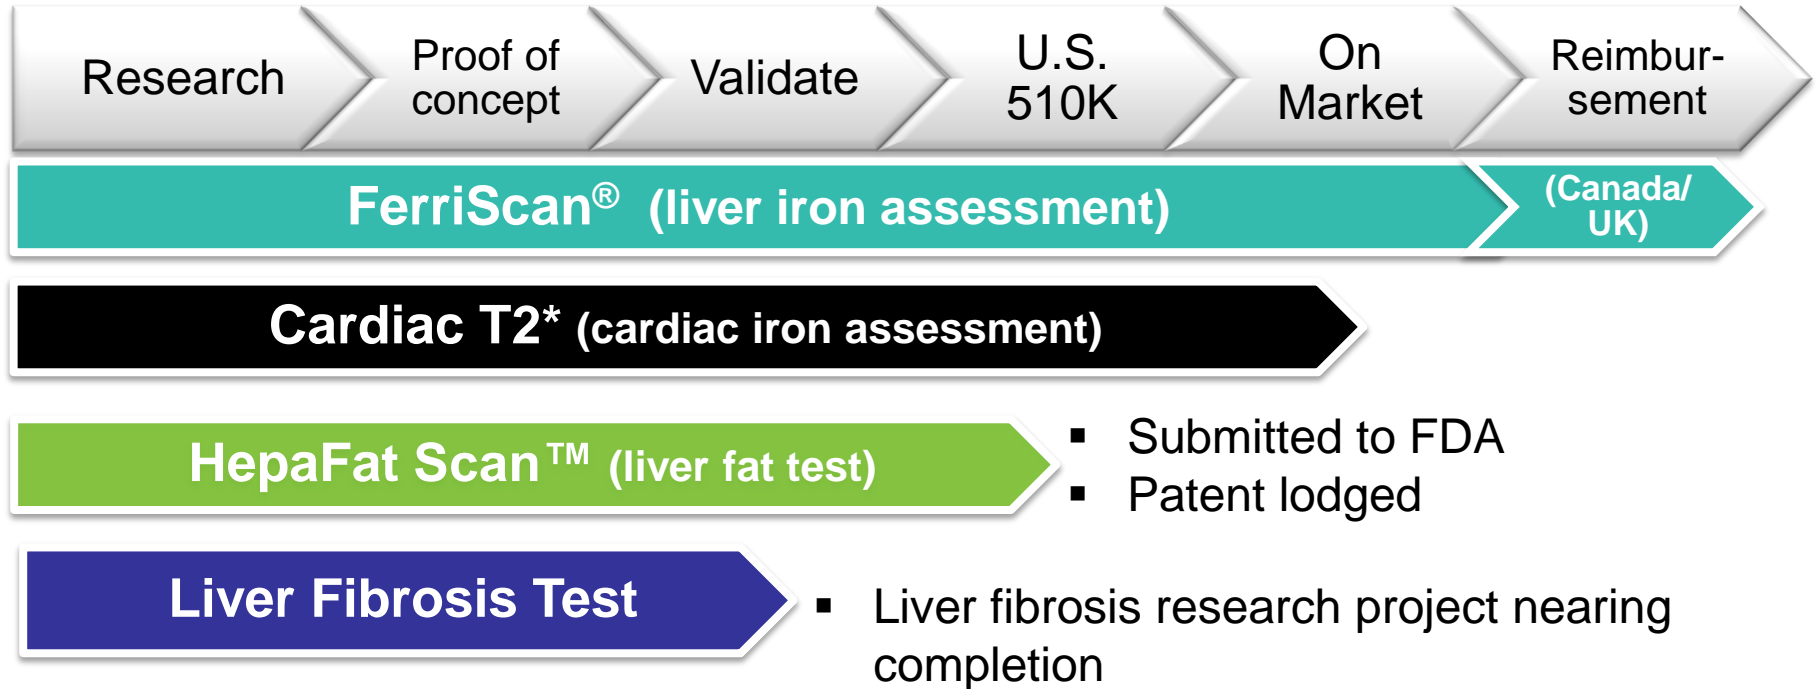 Research
Proof of
concept
Validate
U.S.
510K
On
Market
Reimbur-
sement
FerriScan® (liver iron assessment)
(Canada/
UK)
Cardiac T2* (cardiac iron assessment)
HepaFat Scan™ (liver fat test)
▪ Submitted to FDA
▪ Patent lodged
Liver Fibrosis Test
▪ Liver fibrosis research project nearing
completion